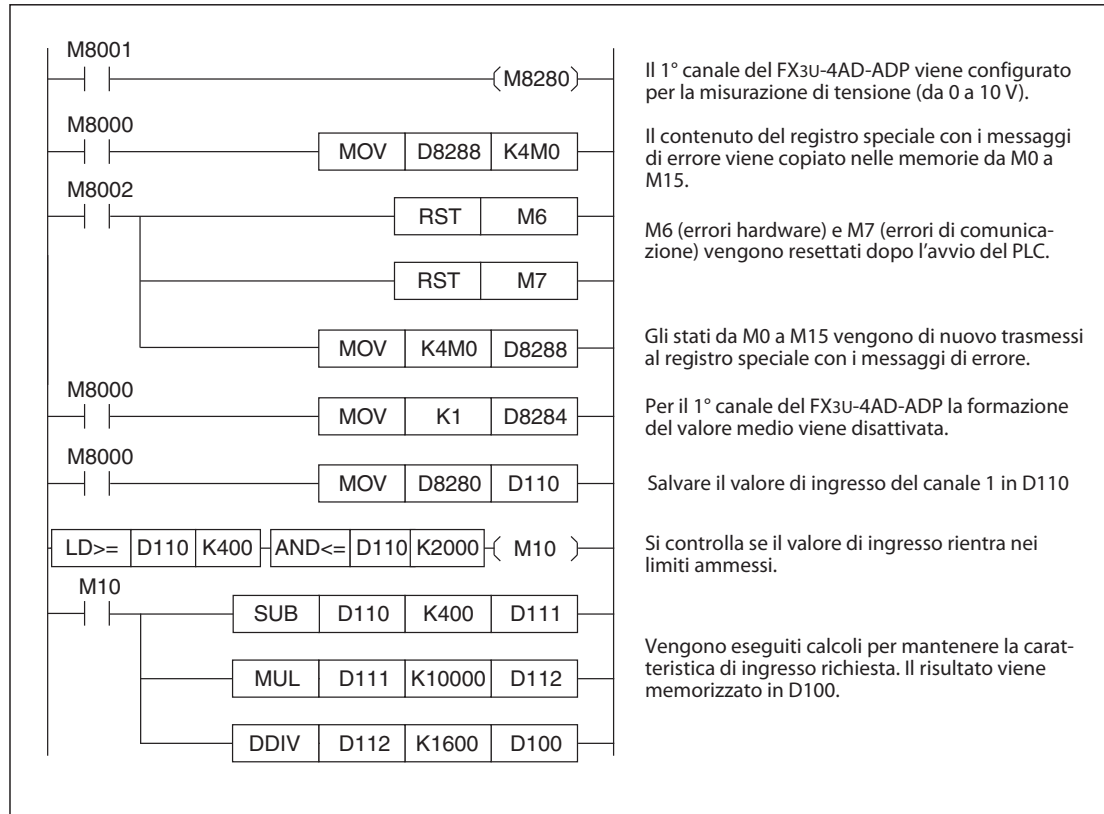 M8001
M8280
Il 1° canale del FX3U-4AD-ADP viene configurato
per la misurazione di tensione (da 0 a 10 V).
M8000
MOV D8288 K4M0
Il contenuto del registro speciale con i messaggi
di errore viene copiato nelle memorie da M0 a
M15.
M8002
RST M6
M6 (errori hardware) e M7 (errori di comunica-
zione) vengono resettati dopo l'avvio del PLC.
RST M7
MOV K4M0 D8288
Gli stati da M0 a M15 vengono di nuovo trasmessi
al registro speciale con i messaggi di errore.
M8000
MOV K1 D8284
Per il 1° canale del FX3U-4AD-ADP la formazione
del valore medio viene disattivata.
M8000
MOV D8280 D110
Salvare il valore di ingresso del canale 1 in D110
LD>= D110 K400 AND<= D110 K2000 M10
Si controlla se il valore di ingresso rientra nei
limiti ammessi.
M10
SUB D110 K400 D111
MUL D111 K10000 D112
DDIV D112 K1600 D100
Vengono eseguiti calcoli per mantenere la carat-
teristica di ingresso richiesta. Il risultato viene
memorizzato in D100.